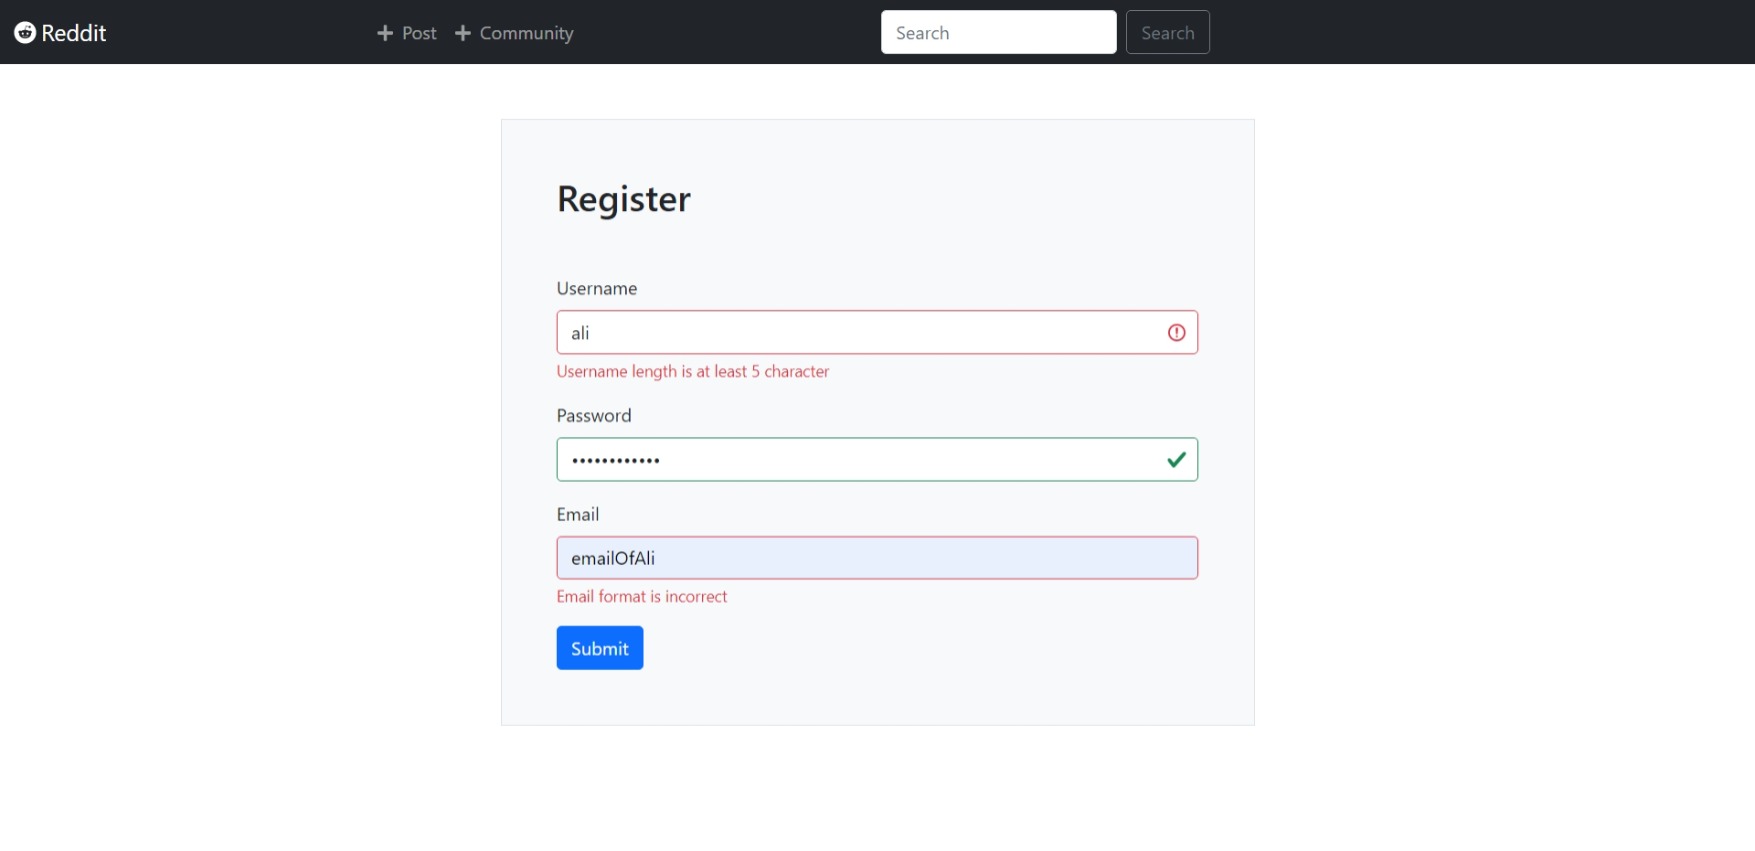 Reddit
Post
Community
Search
Search
Register
Username
ali
Username length is at least 5 character
Password
••••••••••••
Email
emailOfAli
Email format is incorrect
Submit